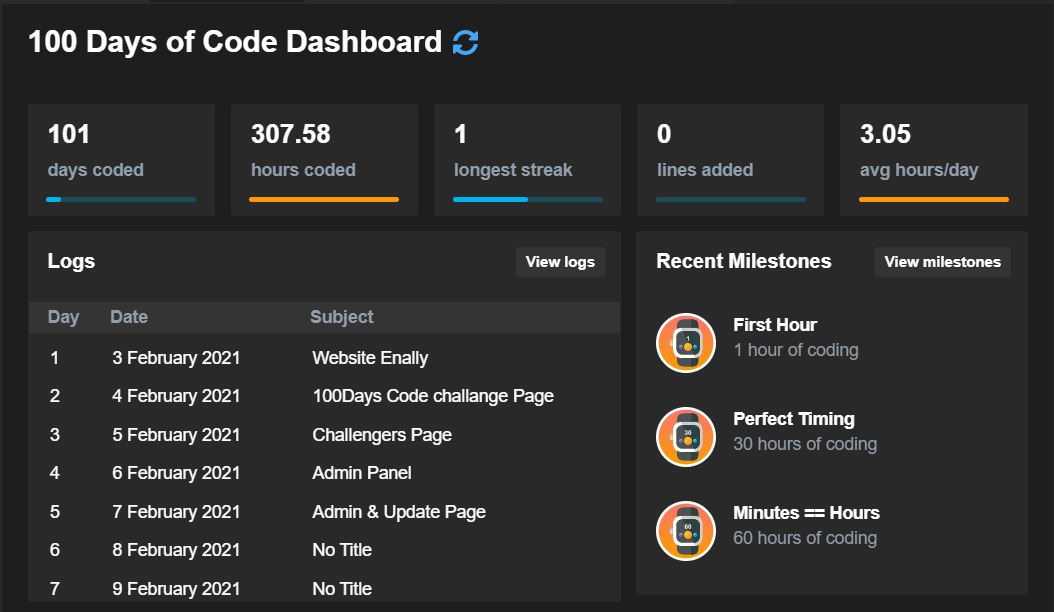 100 Days of Code Dashboard
101
days coded
307.58
hours coded
1
longest streak
0
lines added
3.05
avg hours/day
Logs
View logs
Day Date Subject
1 3 February 2021 Website Enally
2 4 February 2021 100Days Code challange Page
3 5 February 2021 Challengers Page
4 6 February 2021 Admin Panel
5 7 February 2021 Admin & Update Page
6 8 February 2021 No Title
7 9 February 2021 No Title
Recent Milestones
View milestones
1
First Hour
1 hour of coding
30
Perfect Timing
30 hours of coding
60
Minutes == Hours
60 hours of coding